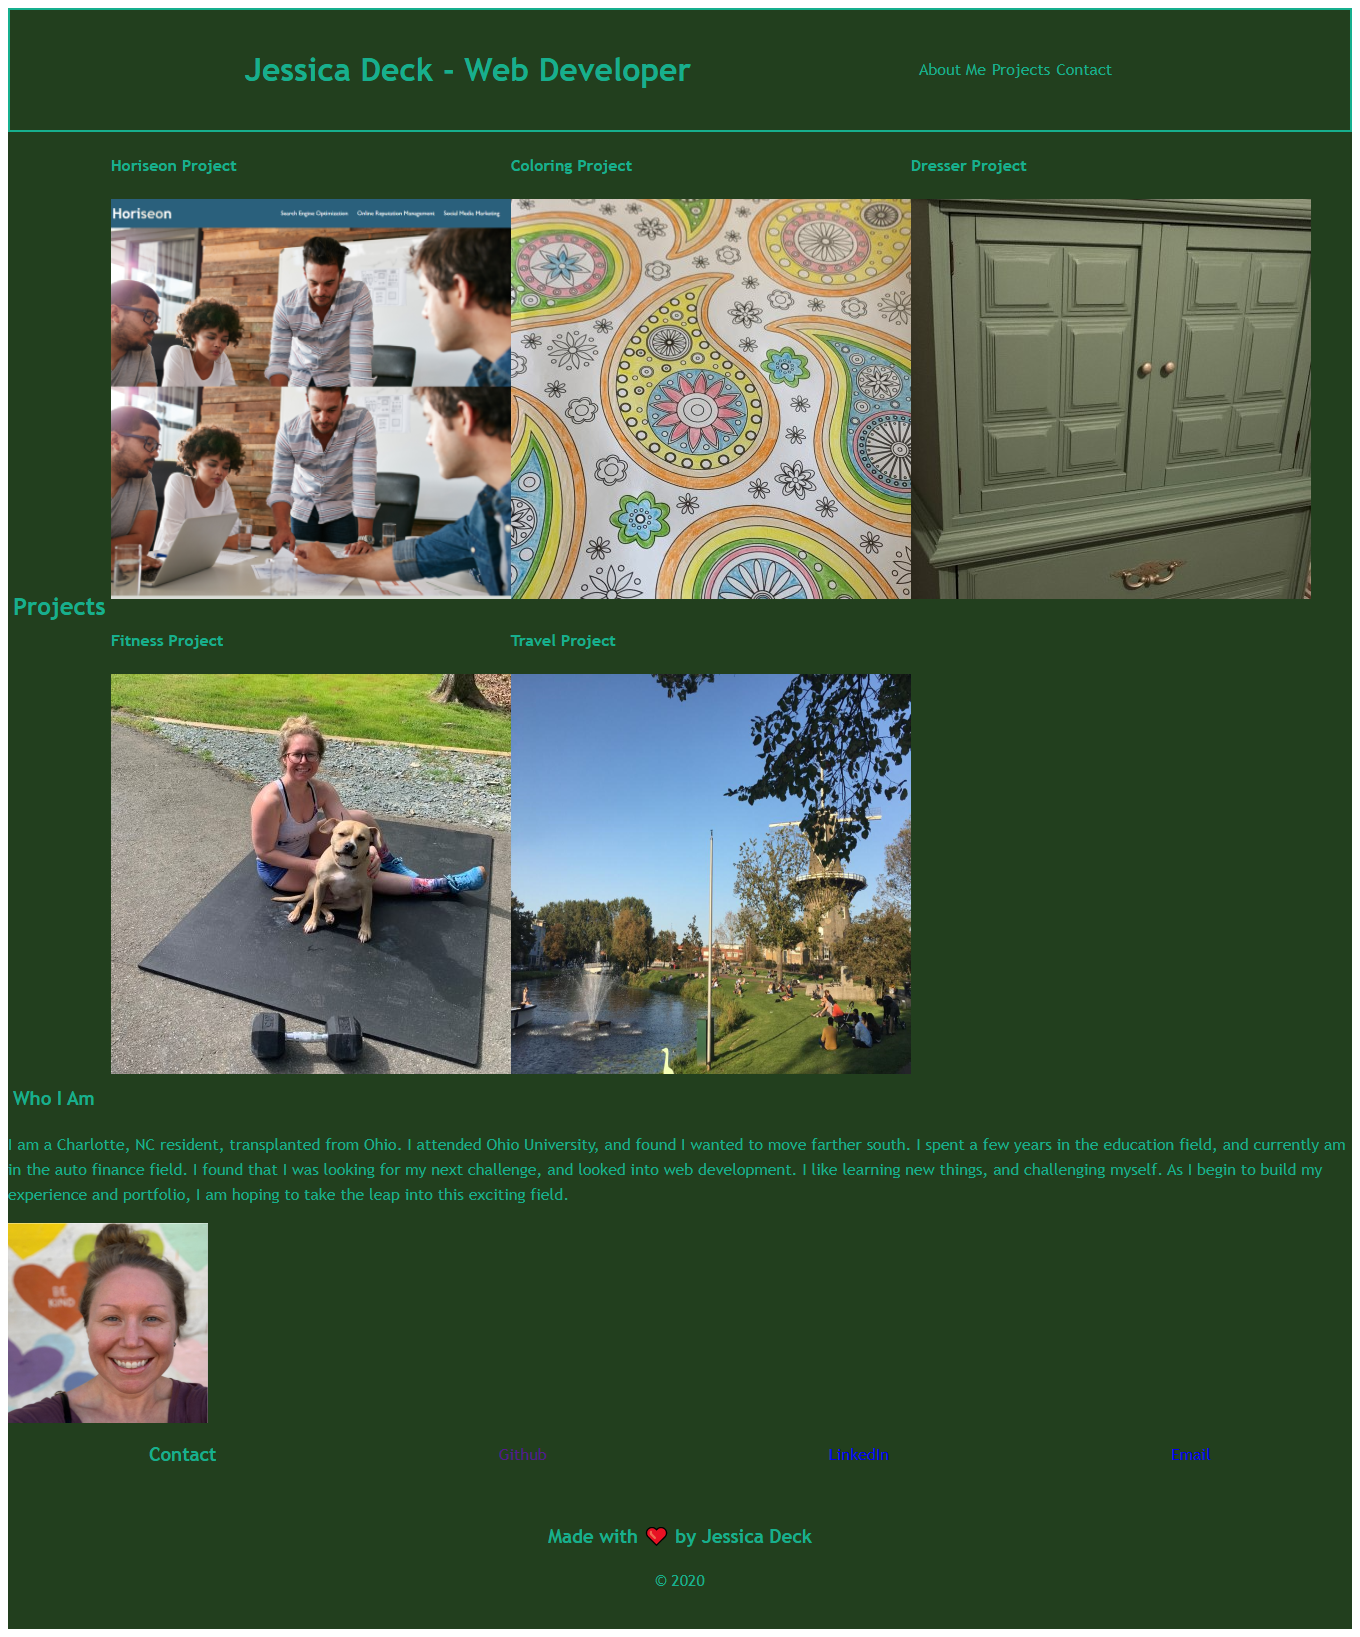 Jessica Deck - Web Developer
About Me Projects Contact
Horiseon Project
Coloring Project
Dresser Project
Horiseon
Search Engine Optimization Online Reputation Management Social Media Marketing
Projects
Fitness Project
Travel Project
Who I Am
I am a Charlotte, NC resident, transplanted from Ohio. I attended Ohio University, and found I wanted to move farther south. I spent a few years in the education field, and currently am
in the auto finance field. I found that I was looking for my next challenge, and looked into web development. I like learning new things, and challenging myself. As I begin to build my
experience and portfolio, I am hoping to take the leap into this exciting field.
BE
KIND
Contact
Github
LinkedIn
Email
Made with ❤ by Jessica Deck
© 2020